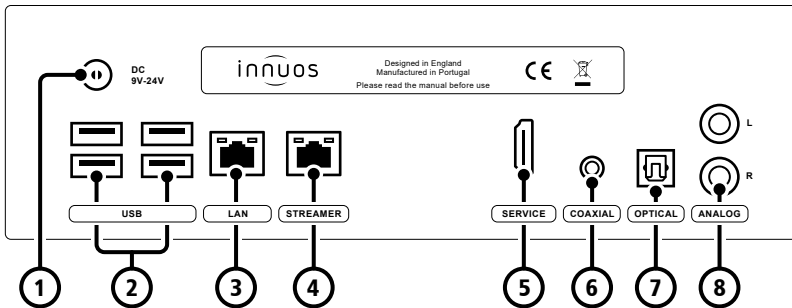 DC
9V-24V
innuos
Designed in England
Manufactured in Portugal
Please read the manual before use
CE
L
R
USB
LAN
STREAMER
SERVICE
COAXIAL
OPTICAL
ANALOG
1
2
3
4
5
6
7
8